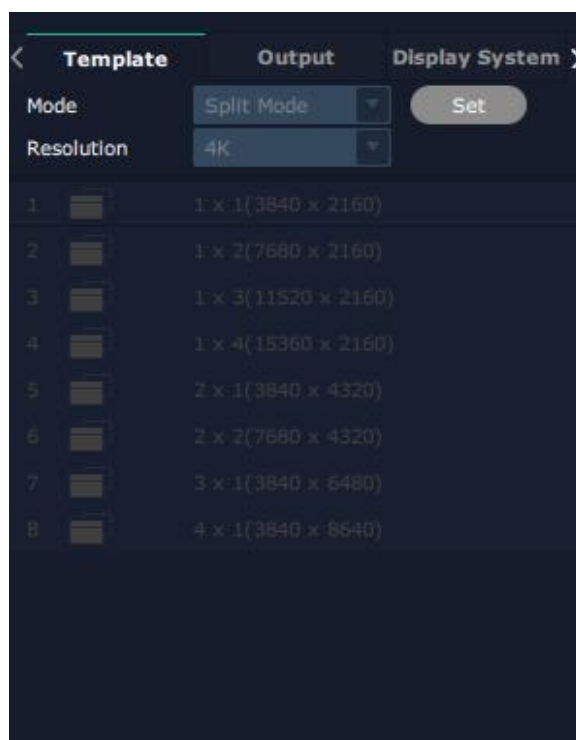 Template Output Display System
Mode Split Mode Set
Resolution 4K
1 1 x 1(3840 x 2160)
2 1 x 2(7680 x 2160)
3 1 x 3(11520 x 2160)
4 1 x 4(15360 x 2160)
5 2 x 1(3840 x 4320)
6 2 x 2(7680 x 4320)
7 3 x 1(3840 x 6480)
8 4 x 1(3840 x 8640)